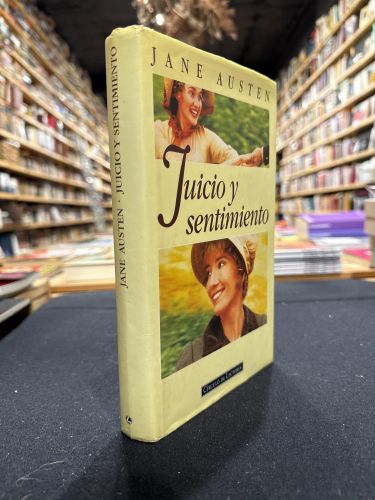 JANE AUSTEN
Juicio y
sentimiento
CÍRCULO DE LECTORES
JANE AUSTEN · JUICIO Y SENTIMIENTO